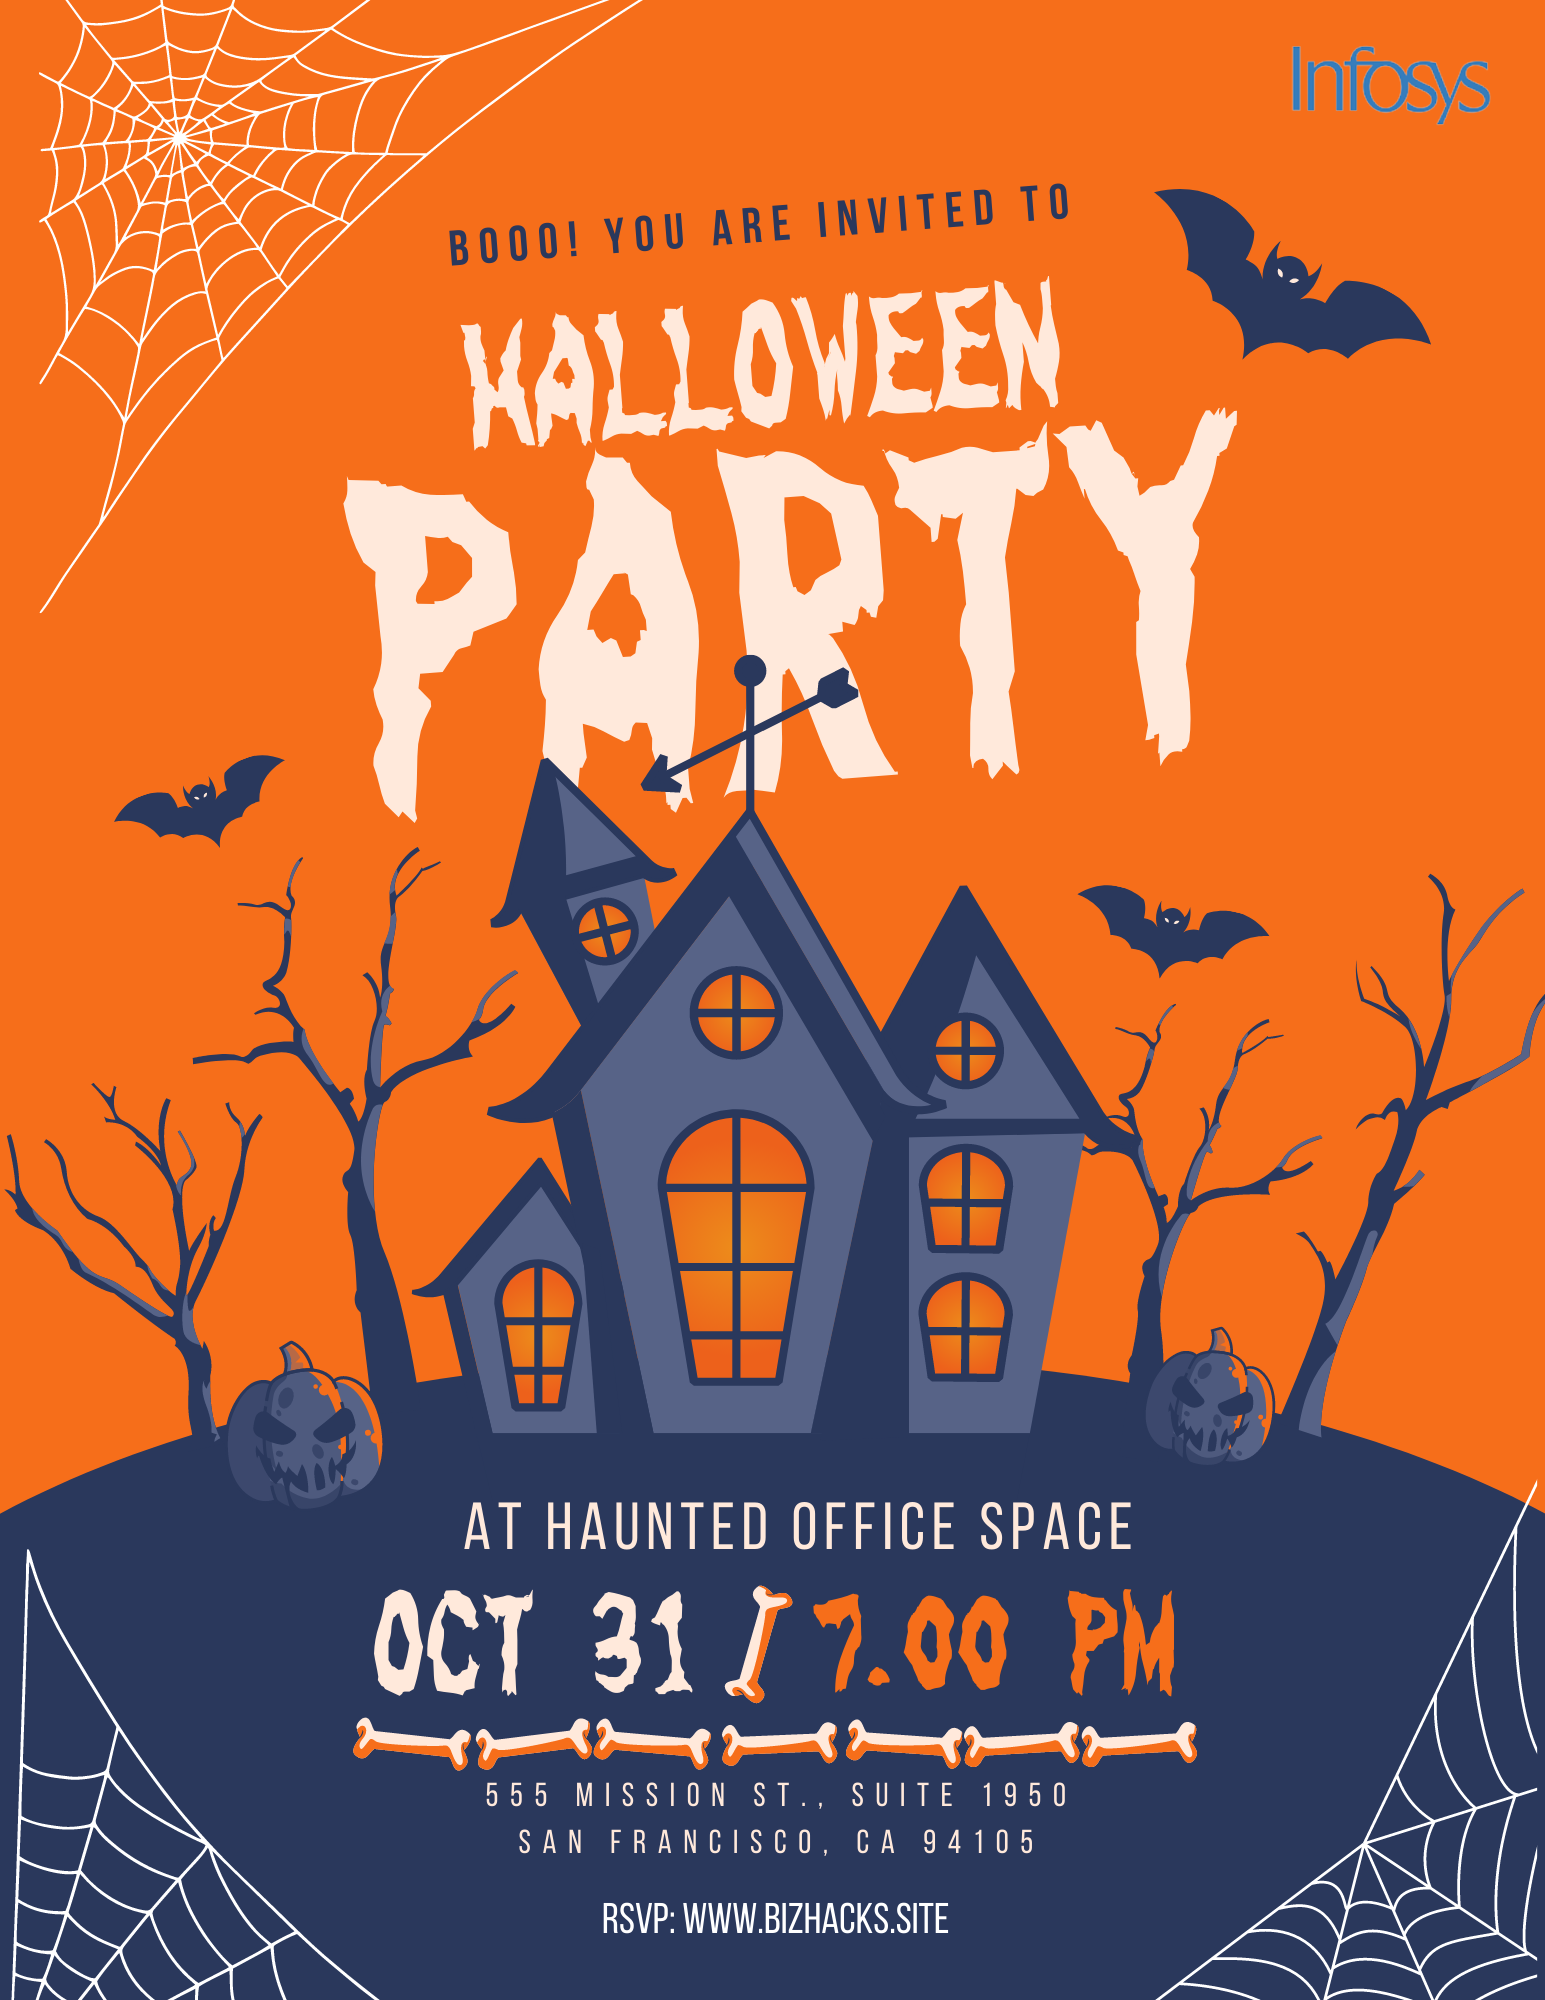 Infosys
BOOO! YOU ARE INVITED TO
HALLOWEEN
PARTY
AT HAUNTED OFFICE SPACE
OCT 31 / 7.00 PM
555 MISSION ST., SUITE 1950
SAN FRANCISCO, CA 94105
RSVP: WWW.BIZHACKS.SITE